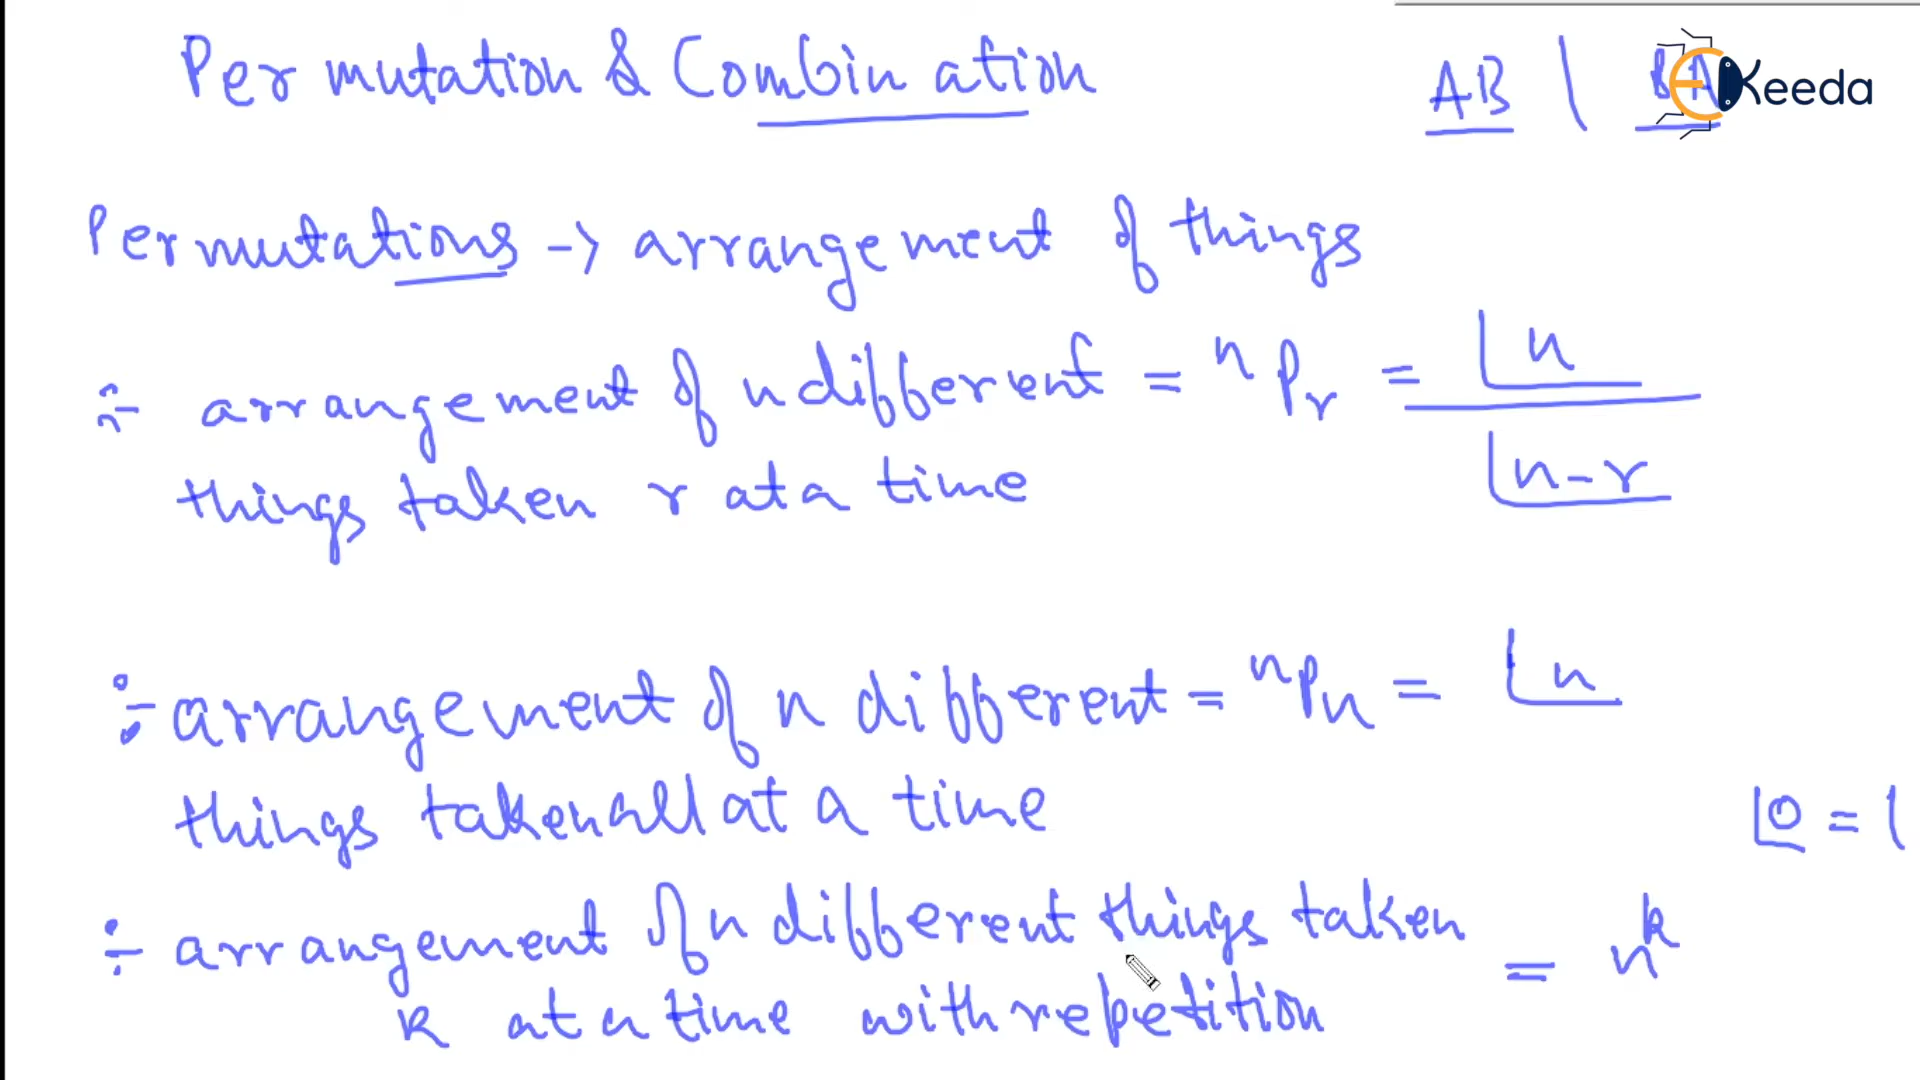 Permutation & Combination
AB | BA
Keeda
Permutations -> arrangement of things
÷ arrangement of n different = ⁿPᵣ = ∟n / ∟n-r
things taken r at a time
÷ arrangement of n different = ⁿPₙ = ∟n
things taken all at a time
∟0 = 1
÷ arrangement of n different things taken = nᵏ
k at a time with repetition